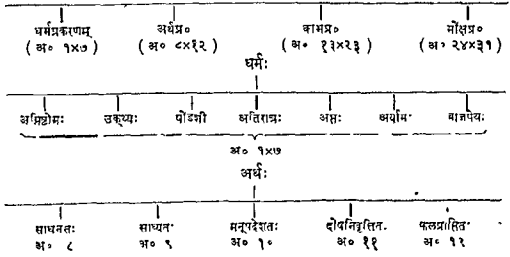 धर्मप्रकरणम् अर्थप्र० कामप्र० मोक्षप्र०
(अ० १×७) (अ० ८×१२) (अ० १३×२३) (अ० २४×३१)
धर्मः
अग्निष्टोमः उक्थ्यः षोडशी अतिरात्रः अप्तः अर्याम· वाजपेयः
अ० १×७
अर्थः
साधनतः साध्यन· मनूपदेशतः दोषनिवृत्तित· फलप्राप्तित·
अ० ८ अ० ९ अ० १० अ० ११ अ० १२